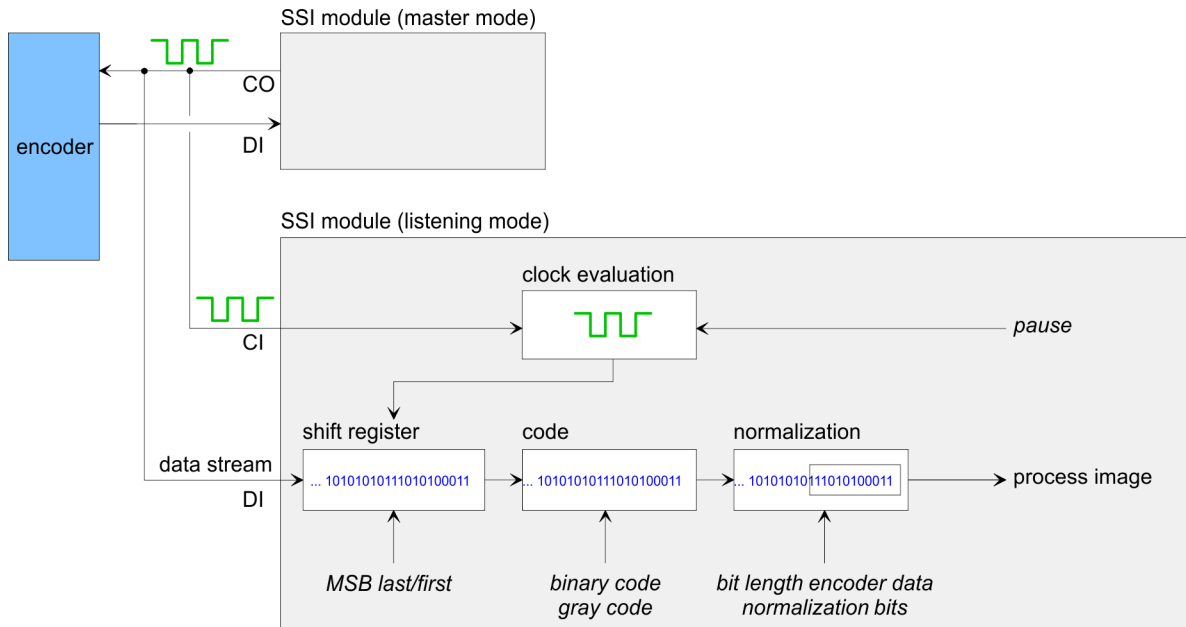 SSI module (master mode)
CO
encoder
DI
SSI module (listening mode)
clock evaluation
pause
CI
shift register
code
normalization
data stream
... 10101010111010100011
... 10101010111010100011
... 10101010111010100011
process image
DI
MSB last/first
binary code
gray code
bit length encoder data
normalization bits